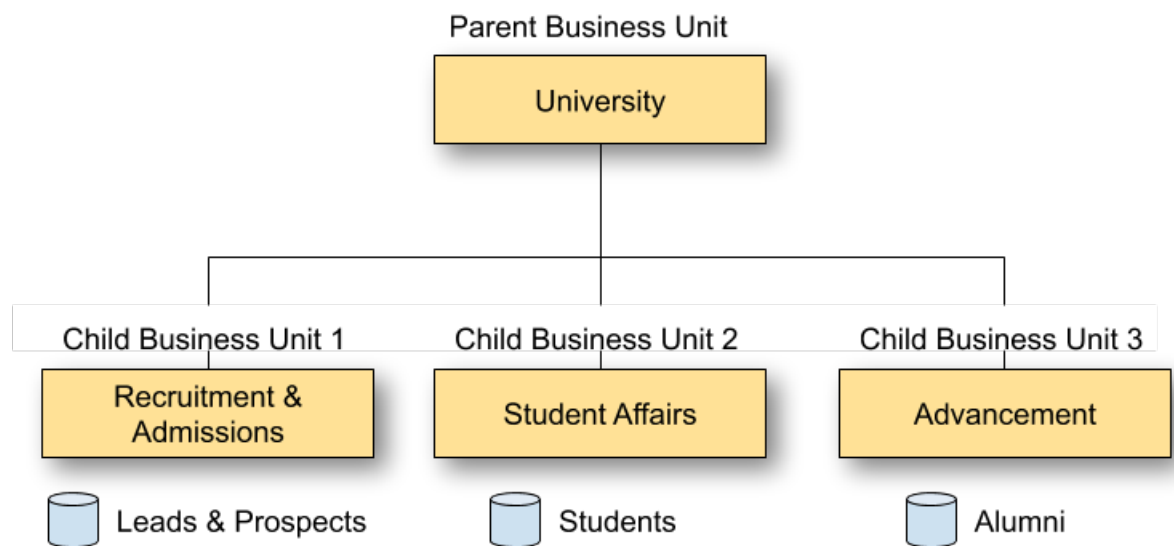 Parent Business Unit
University
Child Business Unit 1
Child Business Unit 2
Child Business Unit 3
Recruitment &
Admissions
Student Affairs
Advancement
Leads & Prospects
Students
Alumni